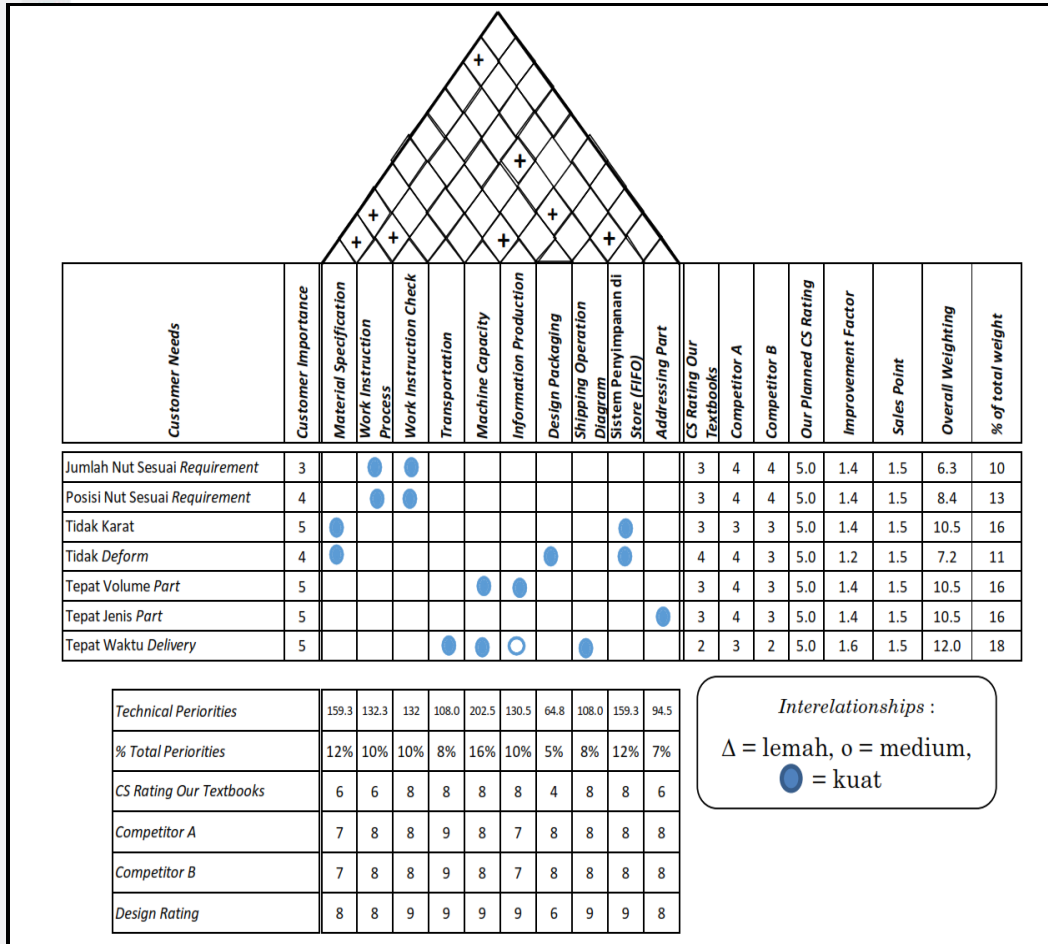 +
+
+ +
+ + + +
Customer Needs
Customer Importance
Material Specification
Work Instruction
Process
Work Instruction Check
Transportation
Machine Capacity
Information Production
Design Packaging
Shipping Operation
Diagram
Sistem Penyimpanan di
Store (FIFO)
Addressing Part
CS Rating Our
Textbooks
Competitor A
Competitor B
Our Planned CS Rating
Improvement Factor
Sales Point
Overall Weighting
% of total weight
Jumlah Nut Sesuai Requirement 3 3 4 4 5.0 1.4 1.5 6.3 10
Posisi Nut Sesuai Requirement 4 3 4 4 5.0 1.4 1.5 8.4 13
Tidak Karat 5 3 3 3 5.0 1.4 1.5 10.5 16
Tidak Deform 4 4 4 3 5.0 1.2 1.5 7.2 11
Tepat Volume Part 5 3 4 3 5.0 1.4 1.5 10.5 16
Tepat Jenis Part 5 3 4 3 5.0 1.4 1.5 10.5 16
Tepat Waktu Delivery 5 2 3 2 5.0 1.6 1.5 12.0 18
Technical Periorities 159.3 132.3 132 108.0 202.5 130.5 64.8 108.0 159.3 94.5
% Total Periorities 12% 10% 10% 8% 16% 10% 5% 8% 12% 7%
CS Rating Our Textbooks 6 6 8 8 8 8 4 8 8 6
Competitor A 7 8 8 9 8 7 8 8 8 8
Competitor B 7 8 8 9 8 7 8 8 8 8
Design Rating 8 8 9 9 9 9 6 9 9 8
Interelationships :
Δ = lemah, o = medium,
= kuat